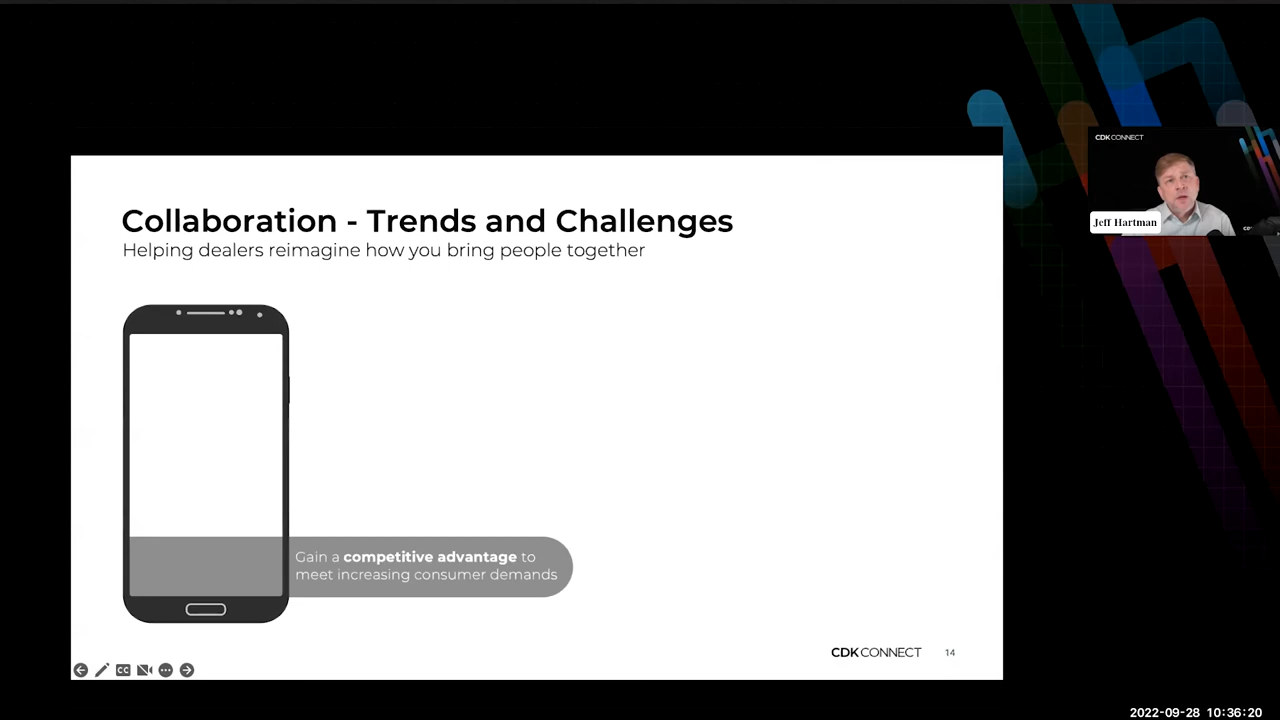 Collaboration - Trends and Challenges
Helping dealers reimagine how you bring people together
CDK CONNECT
Jeff Hartman
Gain a competitive advantage to
meet increasing consumer demands
CDK CONNECT
14
CC
2022-09-28 10:36:20